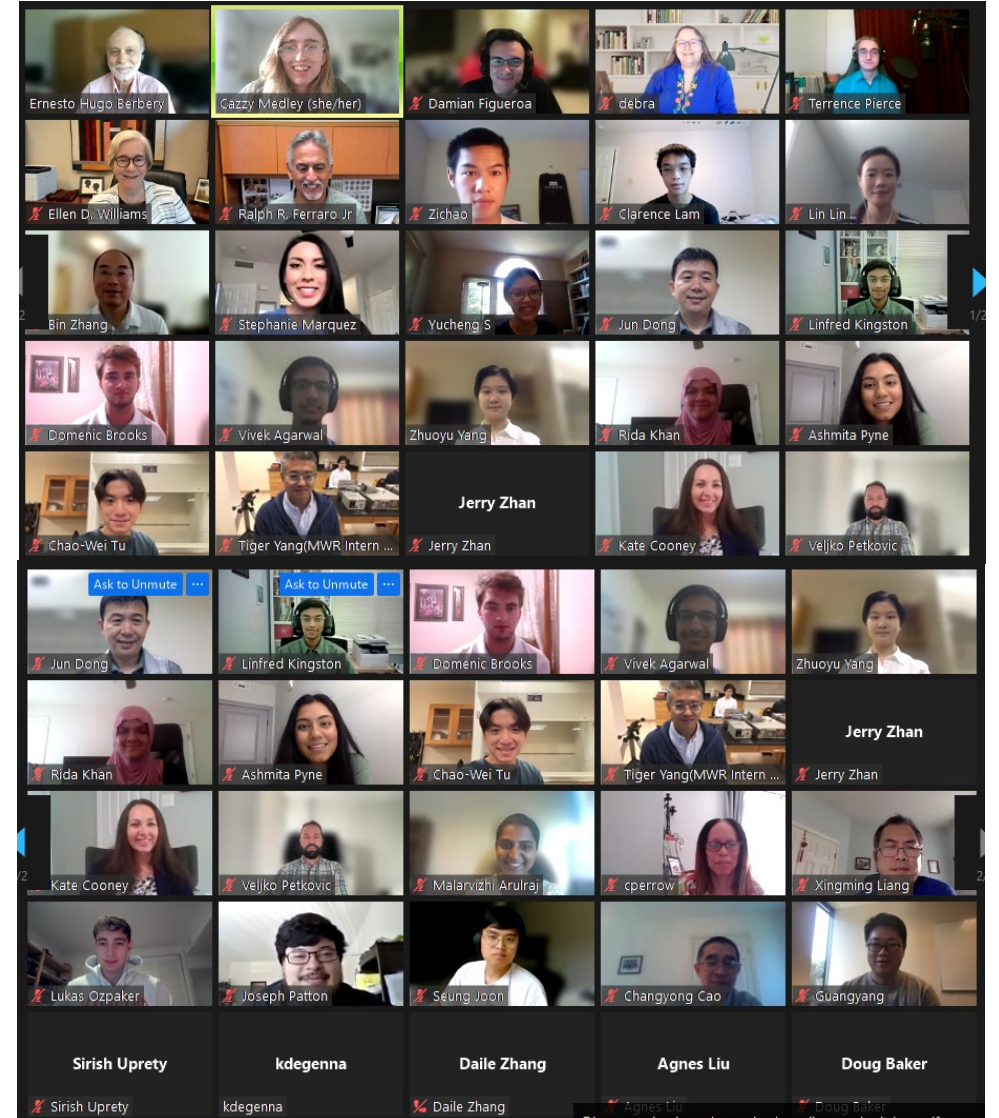 Ernesto Hugo Berbery
Cazzy Medley (she/her)
Damian Figueroa
debra
Terrence Pierce
Ellen D. Williams
Ralph R. Ferraro Jr
Zichao
Clarence Lam
Lin Lin
Bin Zhang
Stephanie Marquez
Yucheng S
Jun Dong
Linfred Kingston
1/2
Domenic Brooks
Vivek Agarwal
Zhuoyu Yang
Rida Khan
Ashmita Pyne
Jerry Zhan
Chao-Wei Tu
Tiger Yang(MWR Intern ...
Jerry Zhan
Kate Cooney
Veljko Petkovic
Ask to Unmute ...
Ask to Unmute ...
Jun Dong
Linfred Kingston
Domenic Brooks
Vivek Agarwal
Zhuoyu Yang
Jerry Zhan
Rida Khan
Ashmita Pyne
Chao-Wei Tu
Tiger Yang(MWR Intern ...
Jerry Zhan
Kate Cooney
Veljko Petkovic
Malarvizhi Arulraj
cperrow
Xingming Liang
Lukas Ozpaker
Joseph Patton
Seung Joon
Changyong Cao
Guangyang
Sirish Uprety
kdegenna
Daile Zhang
Agnes Liu
Doug Baker
Sirish Uprety
kdegenna
Daile Zhang
Agnes Liu
Doug Baker